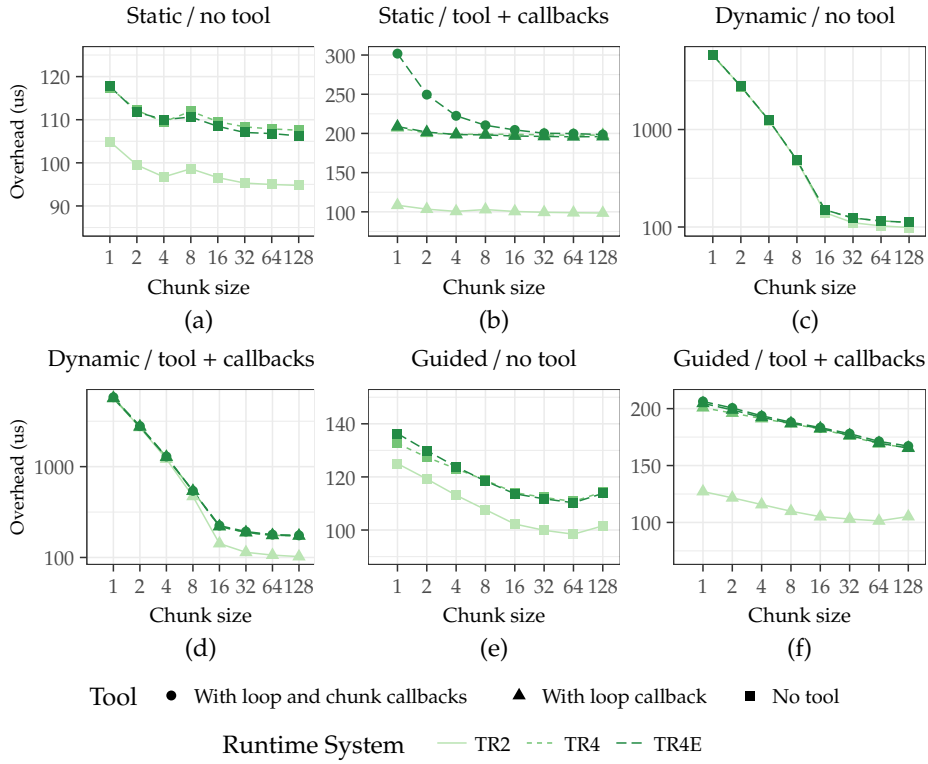 Static / no tool
Static / tool + callbacks
Dynamic / no tool
Overhead (us)
120
110
100
90
300
250
200
150
100
1000
100
1 2 4 8 16 32 64 128
1 2 4 8 16 32 64 128
1 2 4 8 16 32 64 128
Chunk size
Chunk size
Chunk size
(a)
(b)
(c)
Dynamic / tool + callbacks
Guided / no tool
Guided / tool + callbacks
Overhead (us)
1000
100
140
120
100
200
150
100
1 2 4 8 16 32 64 128
1 2 4 8 16 32 64 128
1 2 4 8 16 32 64 128
Chunk size
Chunk size
Chunk size
(d)
(e)
(f)
Tool With loop and chunk callbacks With loop callback No tool
Runtime System TR2 TR4 TR4E